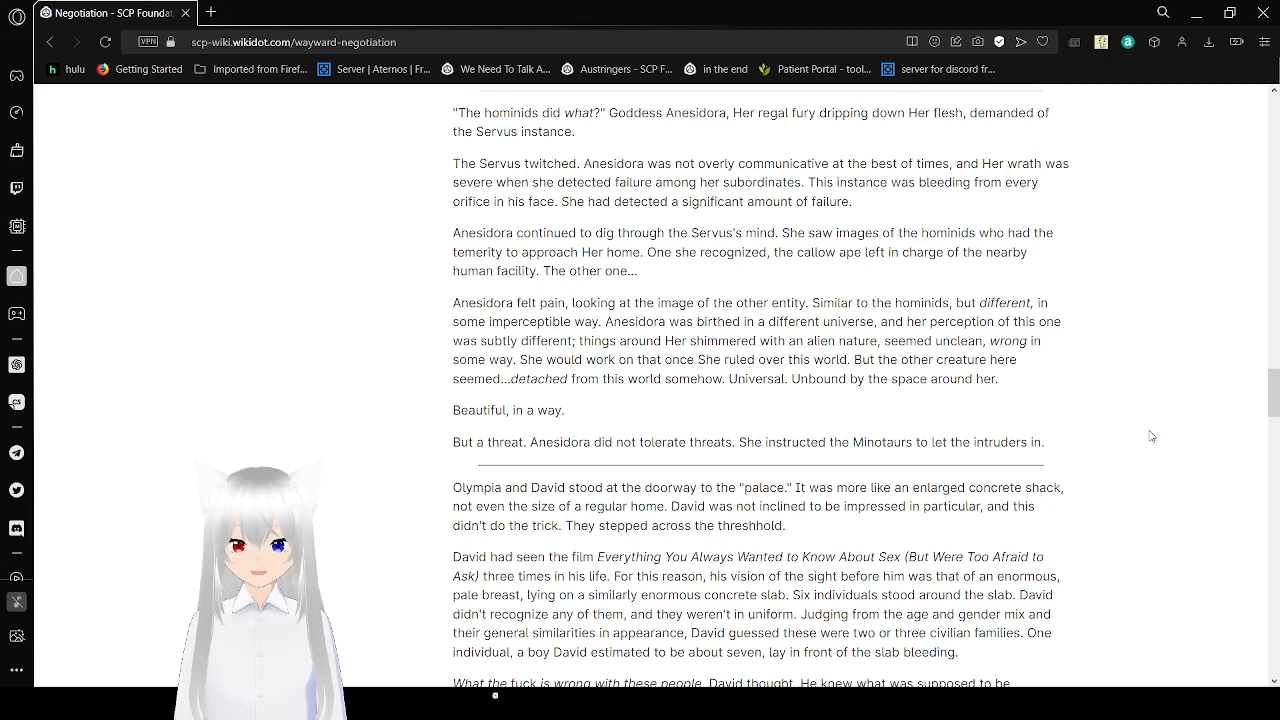 Negotiation - SCP Foundat
scp-wiki.wikidot.com/wayward-negotiation
VPN
hulu
Getting Started
Imported from Firef...
Server | Aternos | Fr...
We Need To Talk A...
Austringers - SCP F...
in the end
Patient Portal - tool...
server for discord fr...
"The hominids did what?" Goddess Anesidora, Her regal fury dripping down Her flesh, demanded of
the Servus instance.
The Servus twitched. Anesidora was not overly communicative at the best of times, and Her wrath was
severe when she detected failure among her subordinates. This instance was bleeding from every
orifice in his face. She had detected a significant amount of failure.
Anesidora continued to dig through the Servus's mind. She saw images of the hominids who had the
temerity to approach Her home. One she recognized, the callow ape left in charge of the nearby
human facility. The other one...
Anesidora felt pain, looking at the image of the other entity. Similar to the hominids, but different, in
some imperceptible way. Anesidora was birthed in a different universe, and her perception of this one
was subtly different; things around Her shimmered with an alien nature, seemed unclean, wrong in
some way. She would work on that once She ruled over this world. But the other creature here
seemed...detached from this world somehow. Universal. Unbound by the space around her.
Beautiful, in a way.
But a threat. Anesidora did not tolerate threats. She instructed the Minotaurs to let the intruders in.
Olympia and David stood at the doorway to the "palace." It was more like an enlarged concrete shack,
not even the size of a regular home. David was not inclined to be impressed in particular, and this
didn't do the trick. They stepped across the threshhold.
David had seen the film Everything You Always Wanted to Know About Sex (But Were Too Afraid to
Ask) three times in his life. For this reason, his vision of the sight before him was that of an enormous,
pale breast, lying on a similarly enormous concrete slab. Six individuals stood around the slab. David
didn't recognize any of them, and they weren't in uniform. Judging from the age and gender mix and
their general similarities in appearance, David guessed these were two or three civilian families. One
individual, a boy David estimated to be about seven, lay in front of the slab bleeding.
What the fuck is wrong with these people, David thought. He knew what was supposed to be